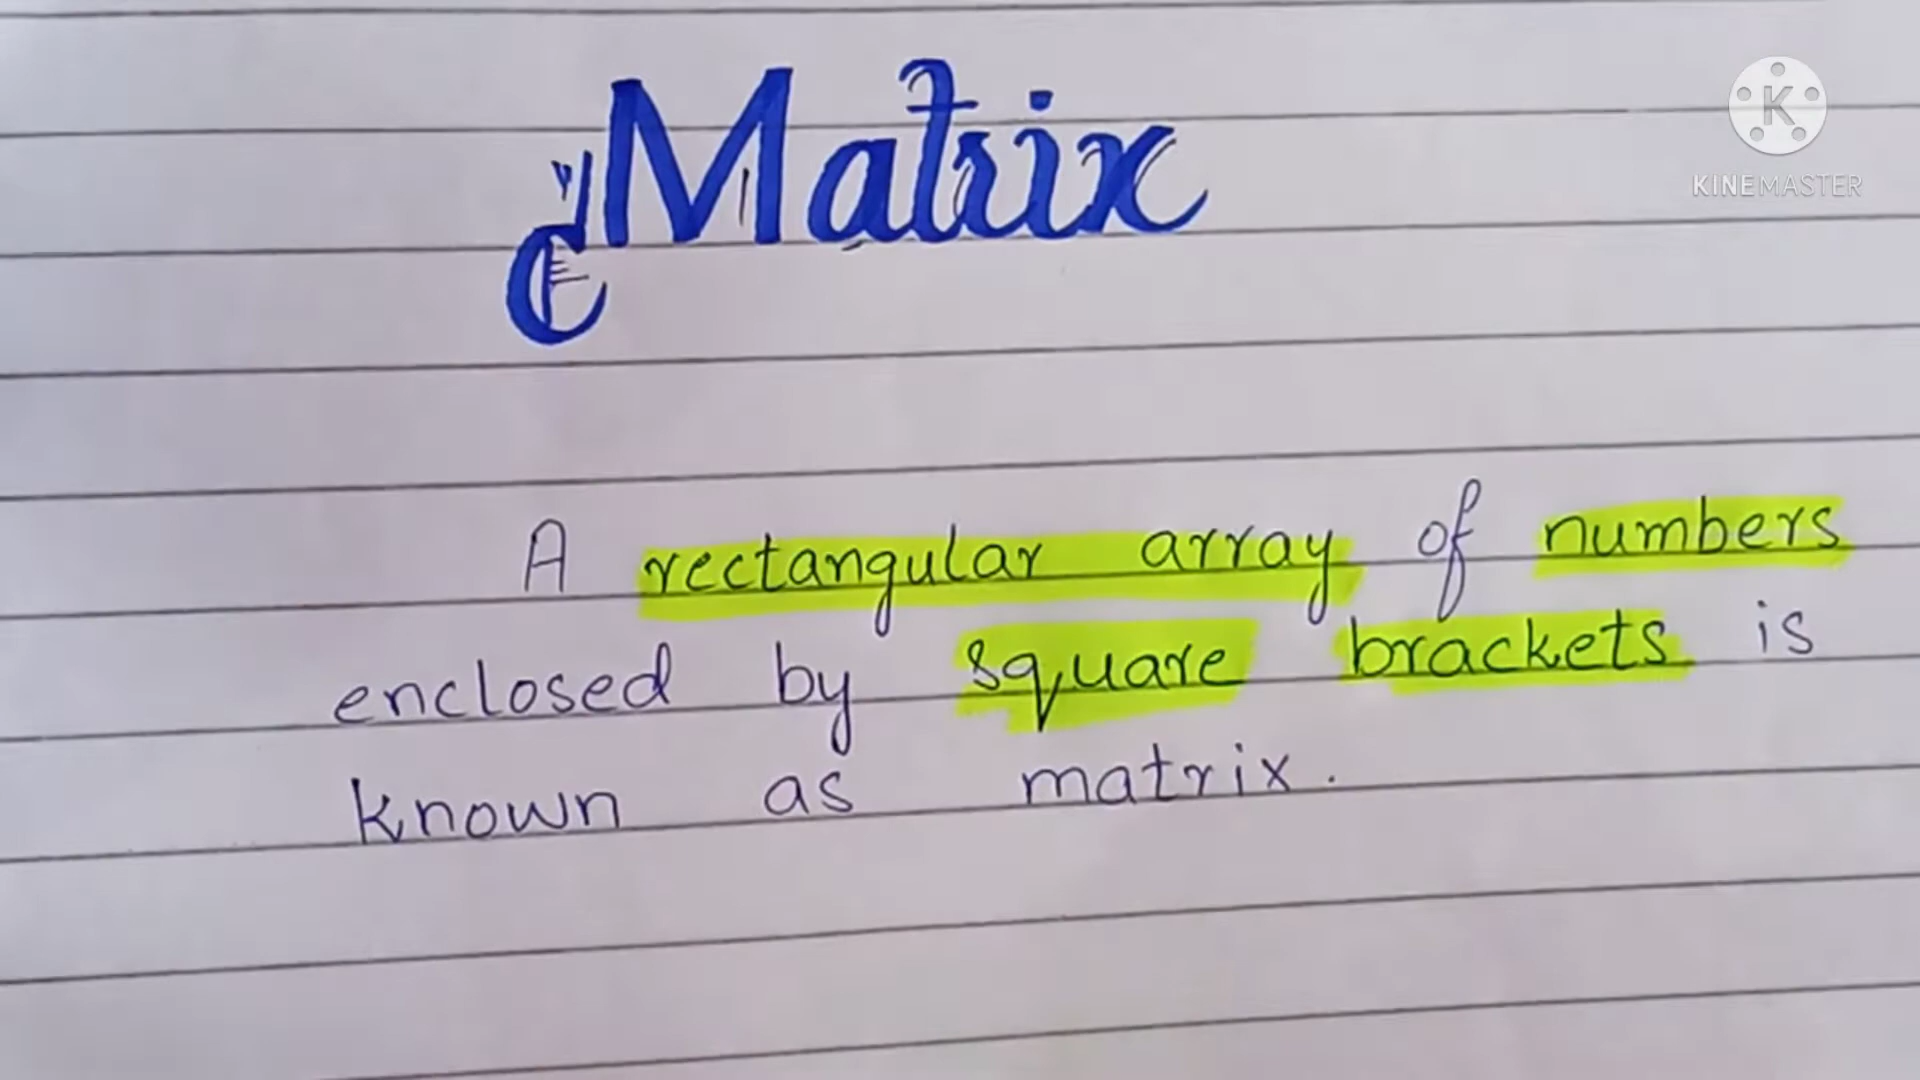 Matrix
K
KINEMASTER
A rectangular array of numbers
enclosed by square brackets is
known as matrix.